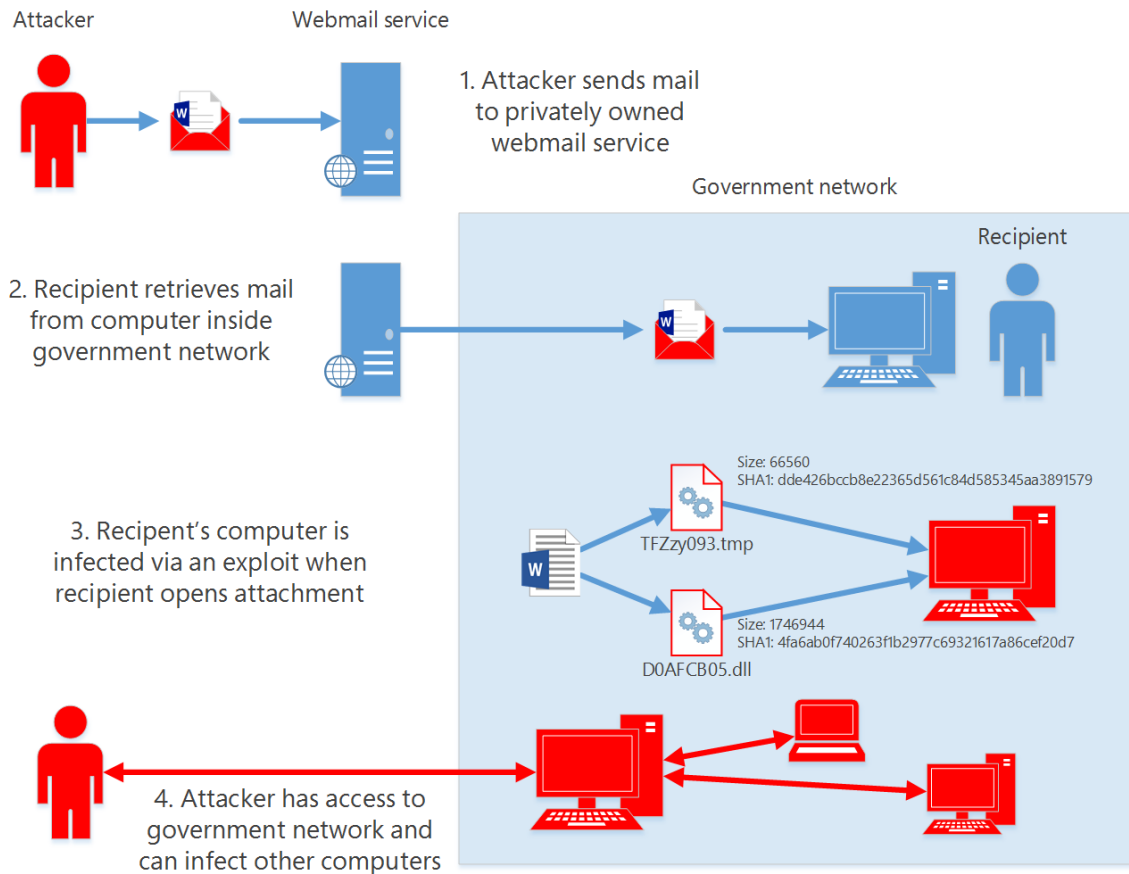 Attacker
Webmail service
W
1. Attacker sends mail
to privately owned
webmail service
Government network
Recipient
2. Recipient retrieves mail
from computer inside
government network
W
Size: 66560
SHA1: dde426bccb8e22365d561c84d585345aa3891579
TFZzy093.tmp
3. Recipent’s computer is
infected via an exploit when
recipient opens attachment
W
Size: 1746944
SHA1: 4fa6ab0f740263f1b2977c69321617a86cef20d7
D0AFCB05.dll
4. Attacker has access to
government network and
can infect other computers